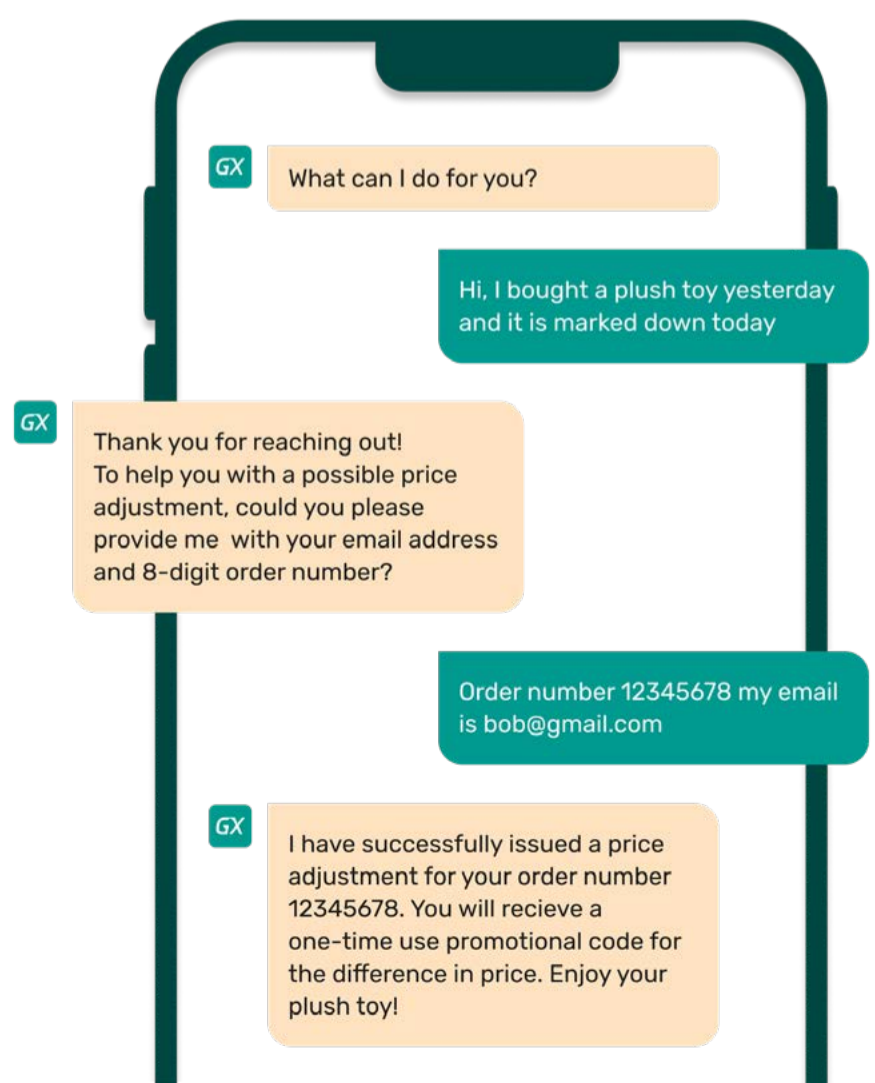 GX
What can I do for you?
Hi, I bought a plush toy yesterday
and it is marked down today
GX
Thank you for reaching out!
To help you with a possible price
adjustment, could you please
provide me  with your email address
and 8-digit order number?
Order number 12345678 my email
is bob@gmail.com
GX
I have successfully issued a price
adjustment for your order number
12345678. You will recieve a
one-time use promotional code for
the difference in price. Enjoy your
plush toy!